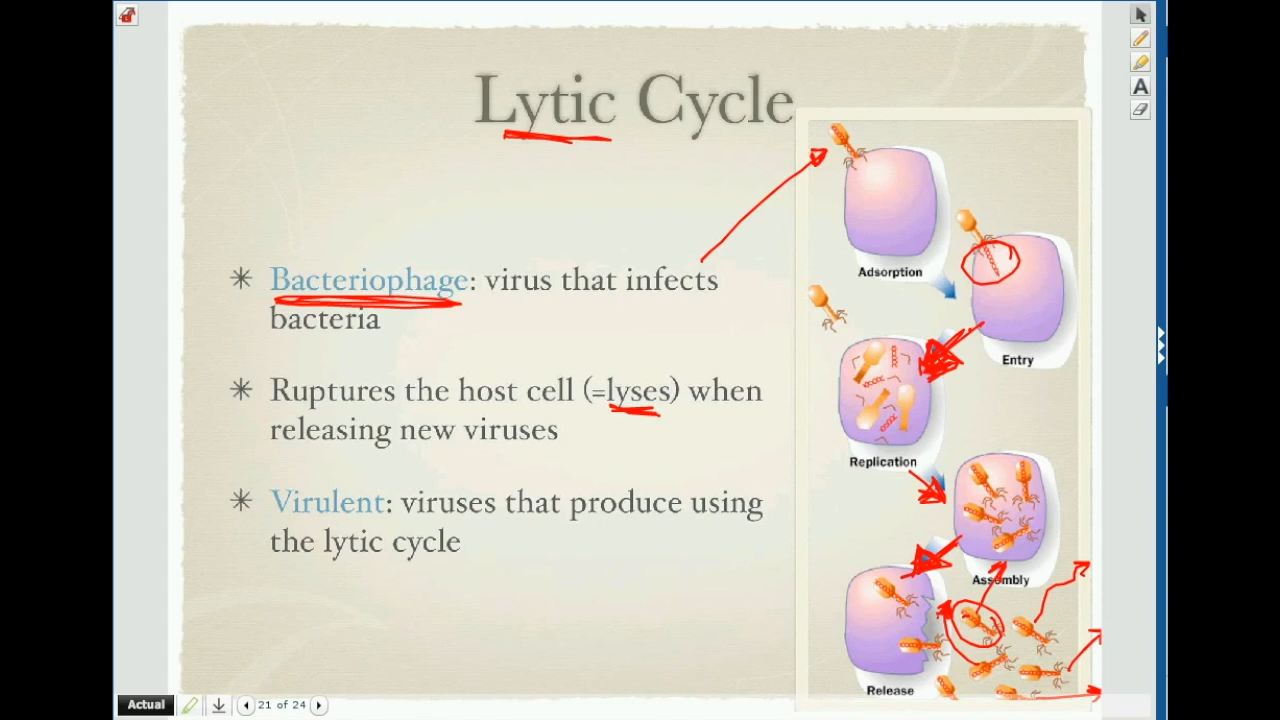 Lytic Cycle
Bacteriophage: virus that infects
bacteria
Ruptures the host cell (=lyses) when
releasing new viruses
Virulent: viruses that produce using
the lytic cycle
Adsorption
Entry
Replication
Assembly
Release
A
Actual
21 of 24